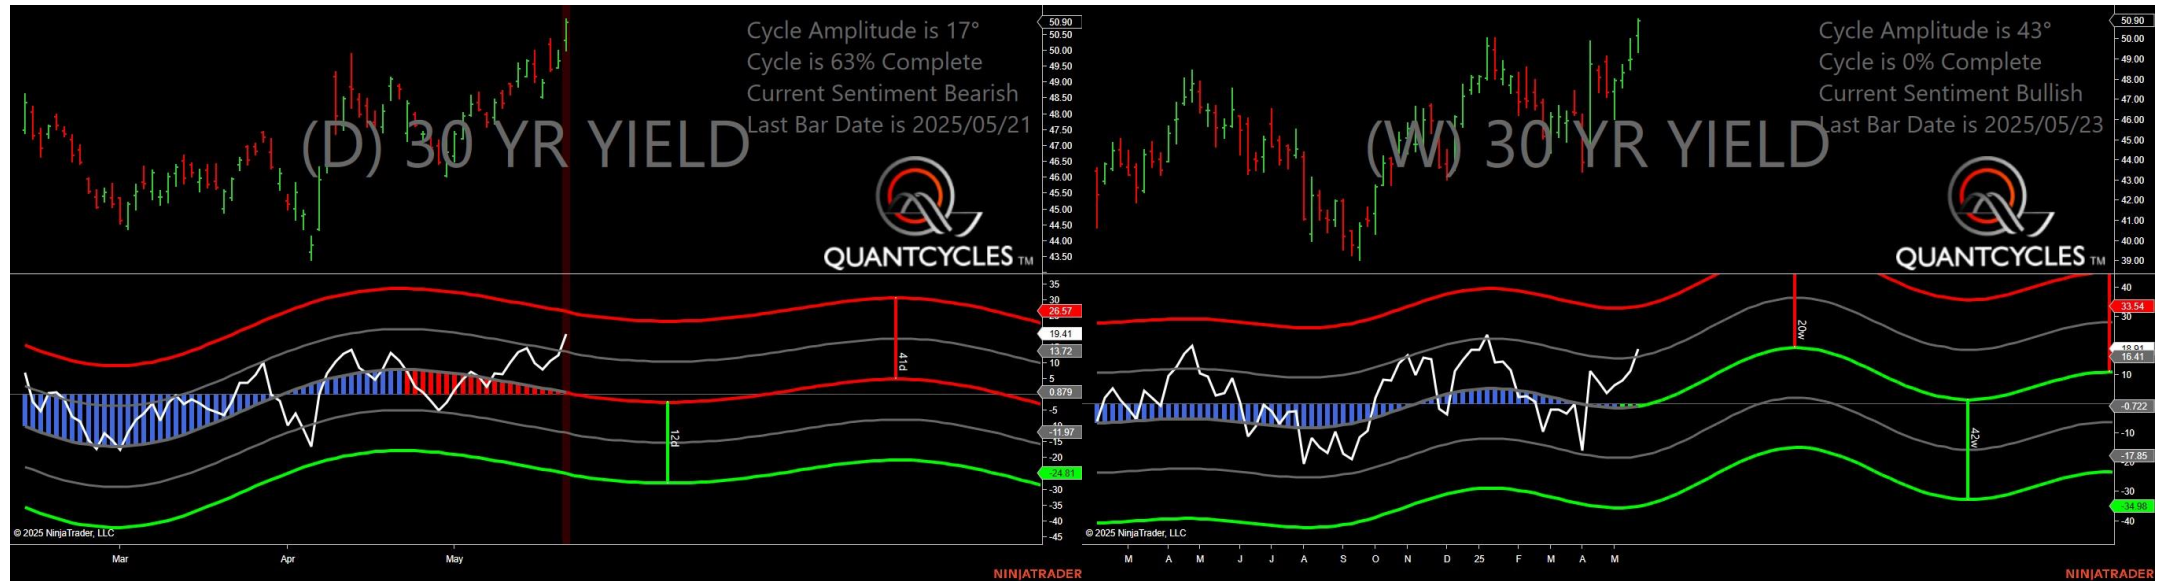 Cycle Amplitude is 17°
Cycle is 63% Complete
Current Sentiment Bearish
Last Bar Date is 2025/05/21
(D) 30 YR YIELD
QUANTCYCLES TM
50.90
50.50
50.00
49.50
49.00
48.50
48.00
47.50
47.00
46.50
46.00
45.50
45.00
44.50
44.00
43.50
35
30
26.57
19.41
13.72
10
5
0.879
-5
-11.97
-15
-20
-24.81
-30
-35
-40
-45
41d
12d
© 2025 NinjaTrader, LLC
Mar
Apr
May
NINJATRADER
Cycle Amplitude is 43°
Cycle is 0% Complete
Current Sentiment Bullish
Last Bar Date is 2025/05/23
(W) 30 YR YIELD
QUANTCYCLES TM
50.90
50.00
49.00
48.00
47.00
46.00
45.00
44.00
43.00
42.00
41.00
40.00
39.00
40
33.54
30
16.41
10
-0.722
-10
-17.85
-30
-34.98
-40
20w
42w
© 2025 NinjaTrader, LLC
M
A
M
J
J
A
S
O
N
D
25
F
M
A
M
NINJATRADER